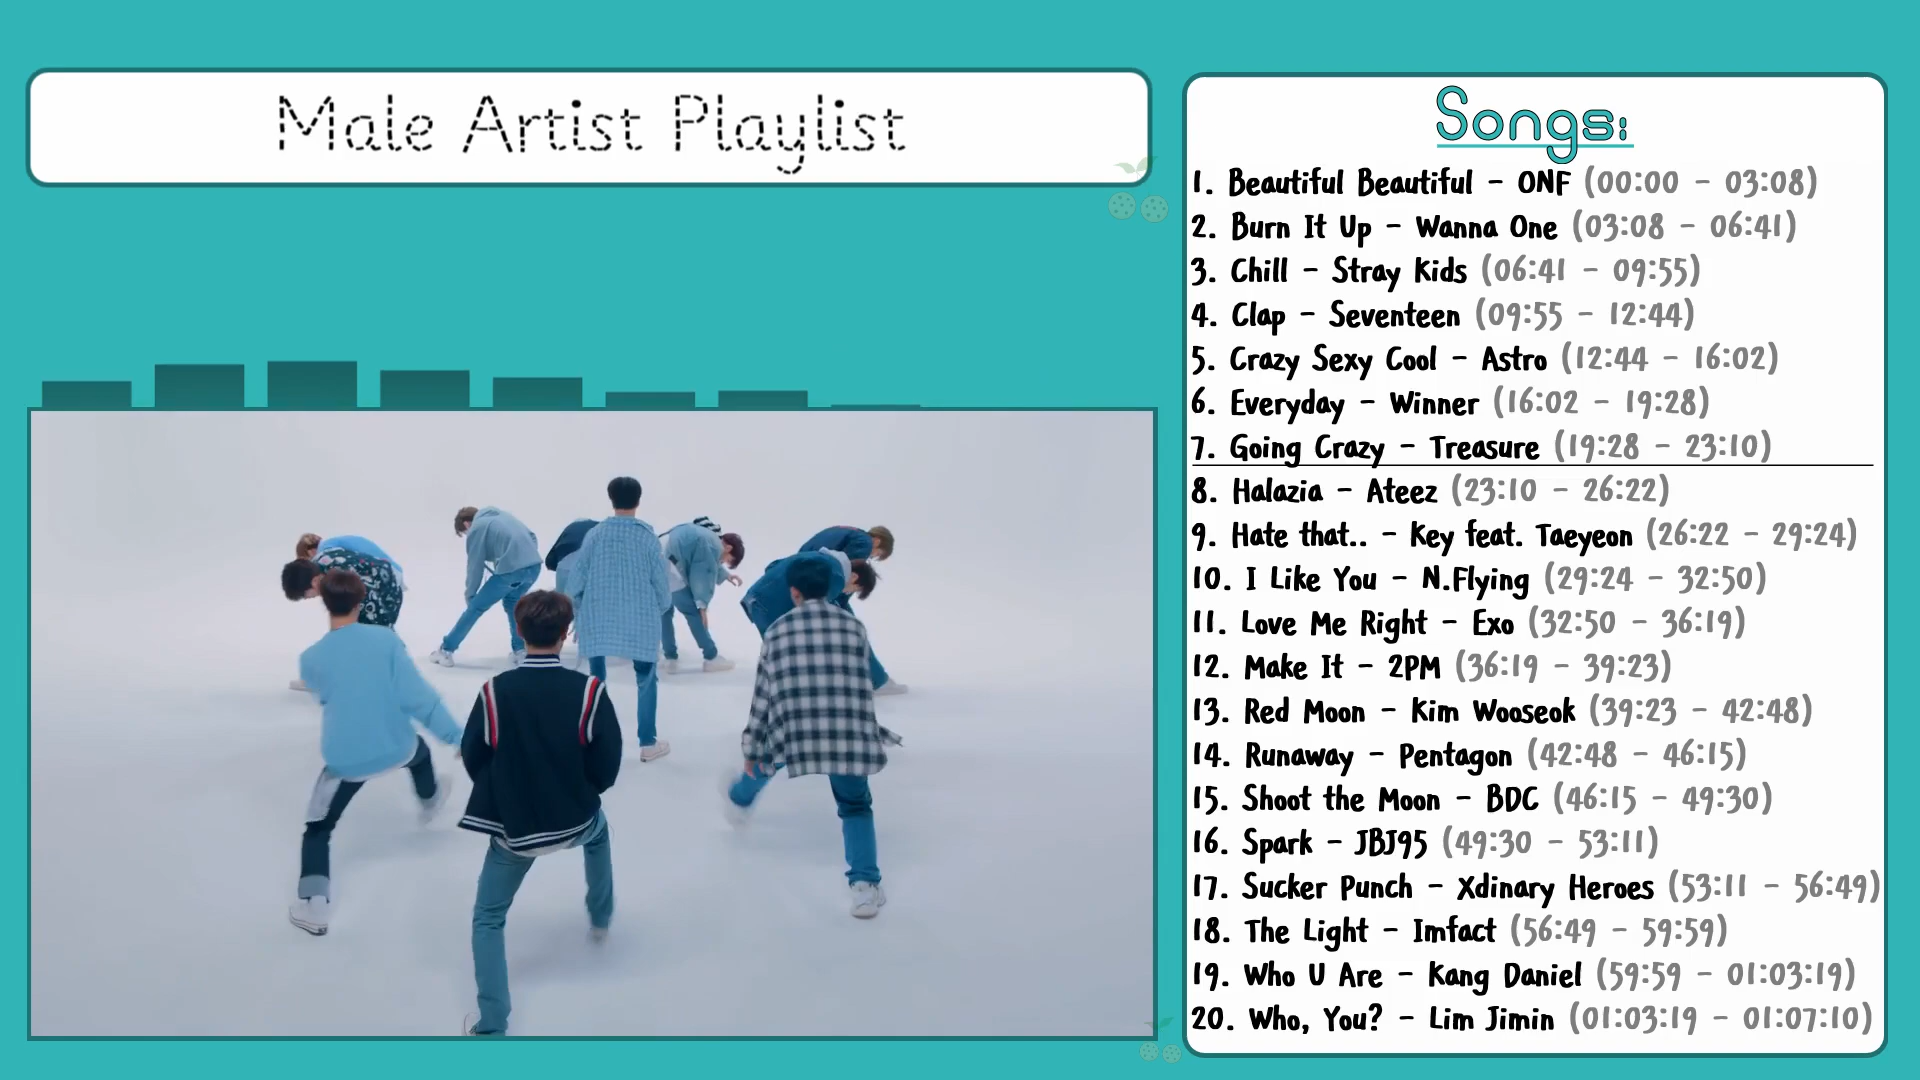 Male Artist Playlist
Songs:
1. Beautiful Beautiful - ONF (00:00 - 03:08)
2. Burn It Up - Wanna One (03:08 - 06:41)
3. Chill - Stray Kids (06:41 - 09:55)
4. Clap - Seventeen (09:55 - 12:44)
5. Crazy Sexy Cool - Astro (12:44 - 16:02)
6. Everyday - Winner (16:02 - 19:28)
7. Going Crazy - Treasure (19:28 - 23:10)
8. Halazia - Ateez (23:10 - 26:22)
9. Hate that.. - Key feat. Taeyeon (26:22 - 29:24)
10. I Like You - N.Flying (29:24 - 32:50)
11. Love Me Right - Exo (32:50 - 36:19)
12. Make It - 2PM (36:19 - 39:23)
13. Red Moon - Kim Wooseok (39:23 - 42:48)
14. Runaway - Pentagon (42:48 - 46:15)
15. Shoot the Moon - BDC (46:15 - 49:30)
16. Spark - JBJ95 (49:30 - 53:11)
17. Sucker Punch - Xdinary Heroes (53:11 - 56:49)
18. The Light - Imfact (56:49 - 59:59)
19. Who U Are - Kang Daniel (59:59 - 01:03:19)
20. Who, You? - Lim Jimin (01:03:19 - 01:07:10)